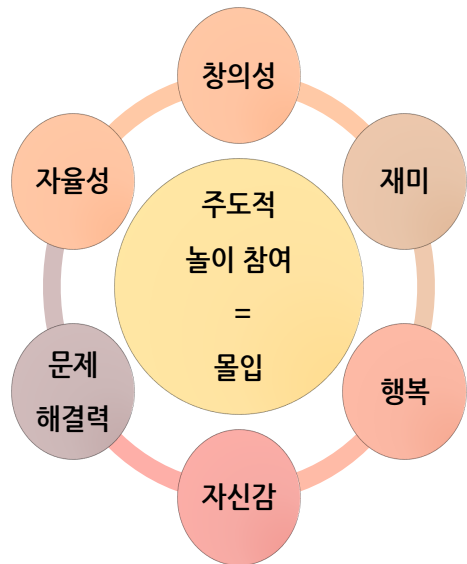 창의성
재미
행복
자신감
문제
해결력
자율성
주도적
놀이 참여
=
몰입